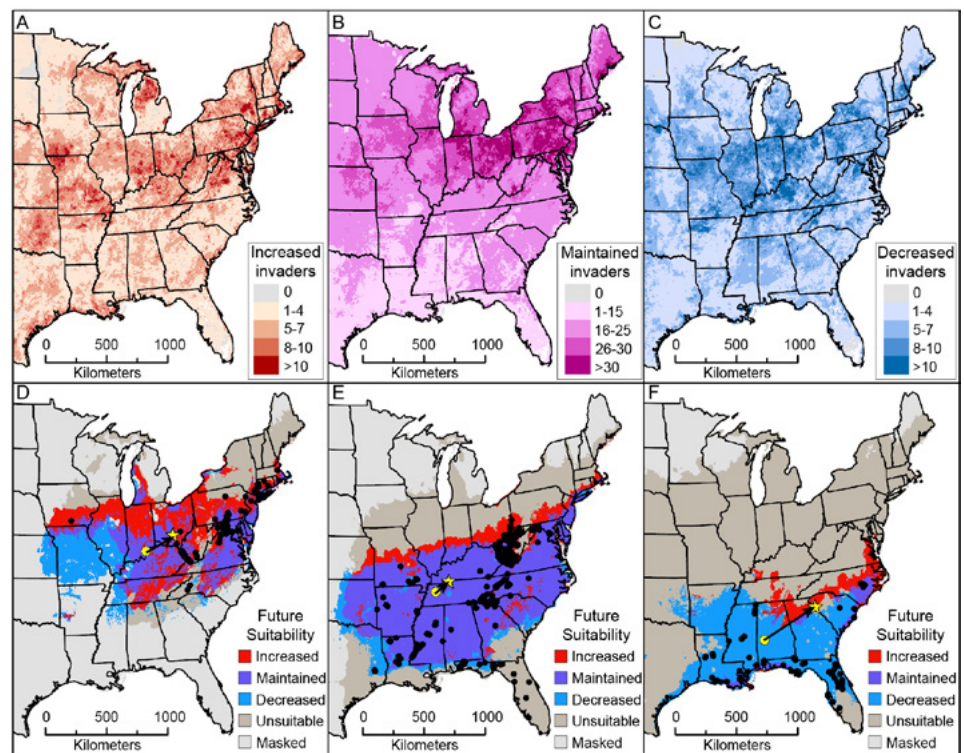 A
Increased
invaders
0
1-4
5-7
8-10
>10
0 500 1000
Kilometers
B
Maintained
invaders
0
1-15
16-25
26-30
>30
0 500 1000
Kilometers
C
Decreased
invaders
0
1-4
5-7
8-10
>10
0 500 1000
Kilometers
D
Future
Suitability
Increased
Maintained
Decreased
Unsuitable
Masked
0 500 1000
Kilometers
E
Future
Suitability
Increased
Maintained
Decreased
Unsuitable
Masked
0 500 1000
Kilometers
F
Future
Suitability
Increased
Maintained
Decreased
Unsuitable
Masked
0 500 1000
Kilometers